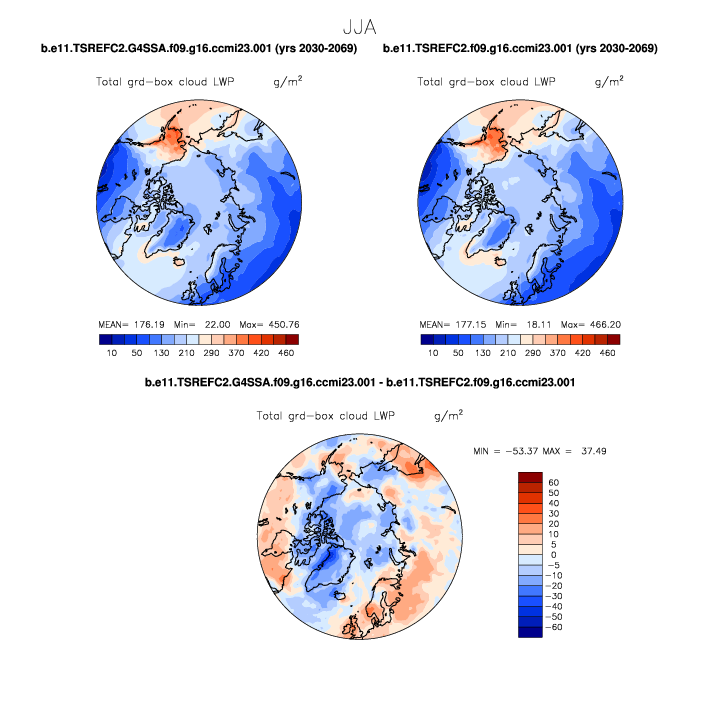 JJA
b.e11.TSREFC2.G4SSA.f09.g16.ccmi23.001 (yrs 2030-2069)
b.e11.TSREFC2.f09.g16.ccmi23.001 (yrs 2030-2069)
Total grd-box cloud LWP g/m²
Total grd-box cloud LWP g/m²
MEAN= 176.19 Min= 22.00 Max= 450.76
MEAN= 177.15 Min= 18.11 Max= 466.20
10 50 130 210 290 370 420 460
10 50 130 210 290 370 420 460
b.e11.TSREFC2.G4SSA.f09.g16.ccmi23.001 - b.e11.TSREFC2.f09.g16.ccmi23.001
Total grd-box cloud LWP g/m²
MIN = -53.37 MAX = 37.49
60
50
40
30
20
10
5
0
-5
-10
-20
-30
-40
-50
-60